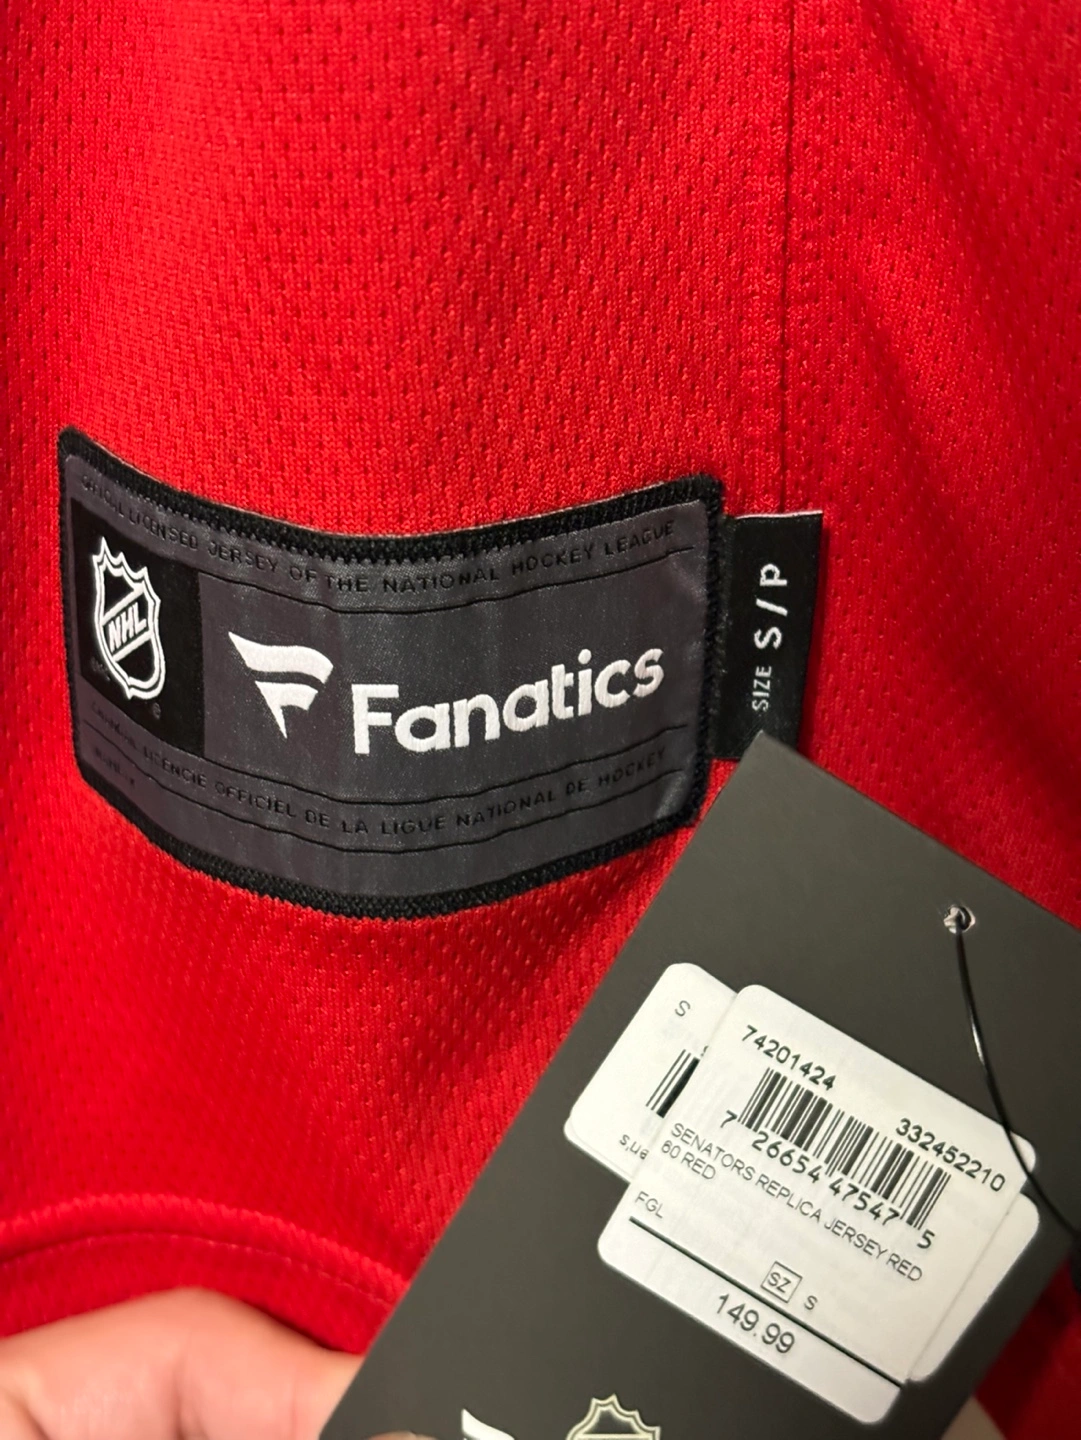 OFFICIAL LICENSED JERSEY OF THE NATIONAL HOCKEY LEAGUE
NHL
Fanatics
LICENCIÉ OFFICIEL DE LA LIGUE NATIONAL DE HOCKEY
SIZE S/P
S
74201424
332452210
7 26654 47547 5
SENATORS REPLICA JERSEY RED
60 RED
FGL
SZ S
149.99